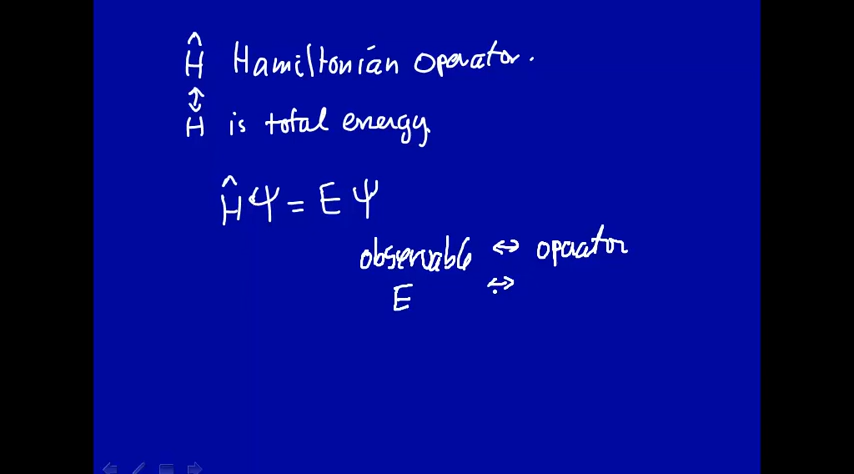 Ĥ Hamiltonian Operator.
↕
H is total energy
ĤΨ = EΨ
observable ↔ operator
E ↔